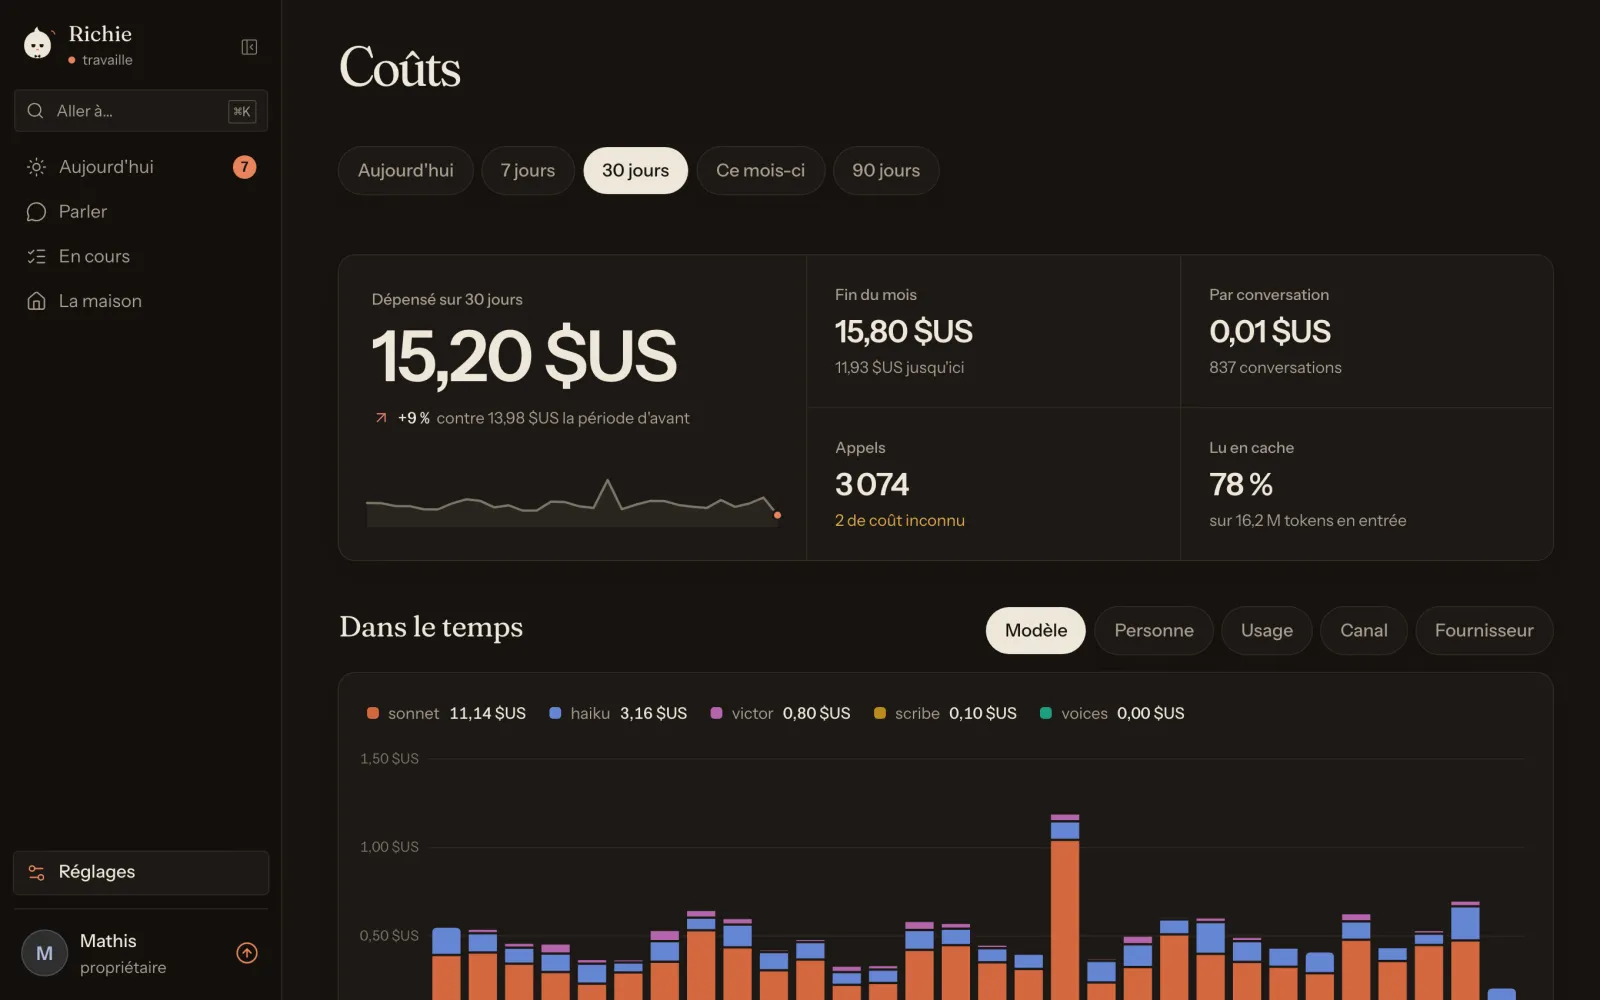 Richie
travaille
Aller à...
⌘K
Aujourd'hui
7
Parler
En cours
La maison
Réglages
M
Mathis
propriétaire
Coûts
Aujourd'hui
7 jours
30 jours
Ce mois-ci
90 jours
Dépensé sur 30 jours
15,20 $US
+9 % contre 13,98 $US la période d'avant
Fin du mois
15,80 $US
11,93 $US jusqu'ici
Par conversation
0,01 $US
837 conversations
Appels
3 074
2 de coût inconnu
Lu en cache
78 %
sur 16,2 M tokens en entrée
Dans le temps
Modèle
Personne
Usage
Canal
Fournisseur
sonnet 11,14 $US
haiku 3,16 $US
victor 0,80 $US
scribe 0,10 $US
voices 0,00 $US
1,50 $US
1,00 $US
0,50 $US